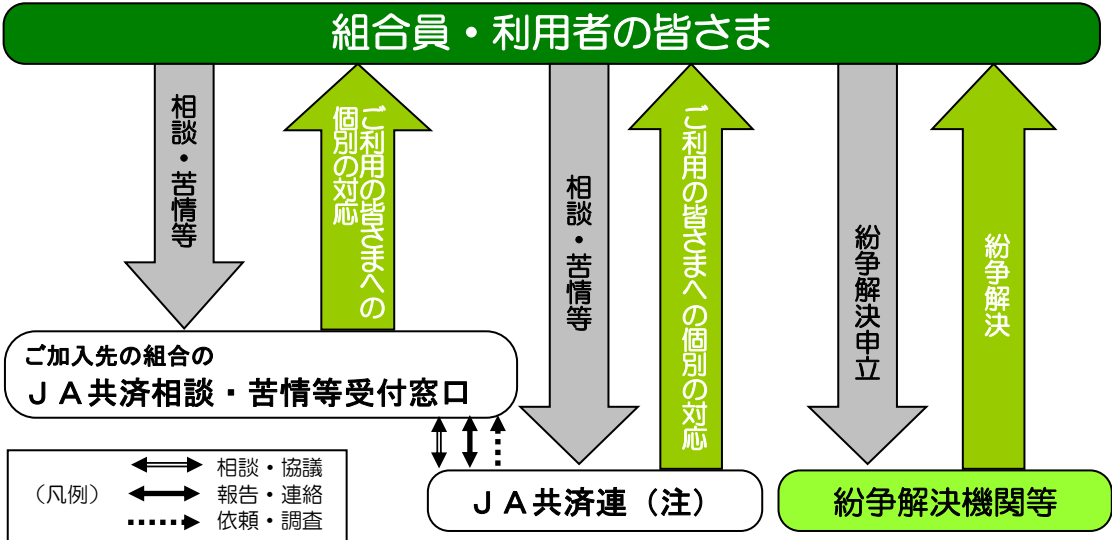 組合員・利用者の皆さま
相談・苦情等
ご利用の皆さまへの
個別の対応
相談・苦情等
ご利用の皆さまへの個別の対応
紛争解決申立
紛争解決
ご加入先の組合の
ＪＡ共済相談・苦情等受付窓口
（凡例）
相談・協議
報告・連絡
依頼・調査
ＪＡ共済連（注）
紛争解決機関等